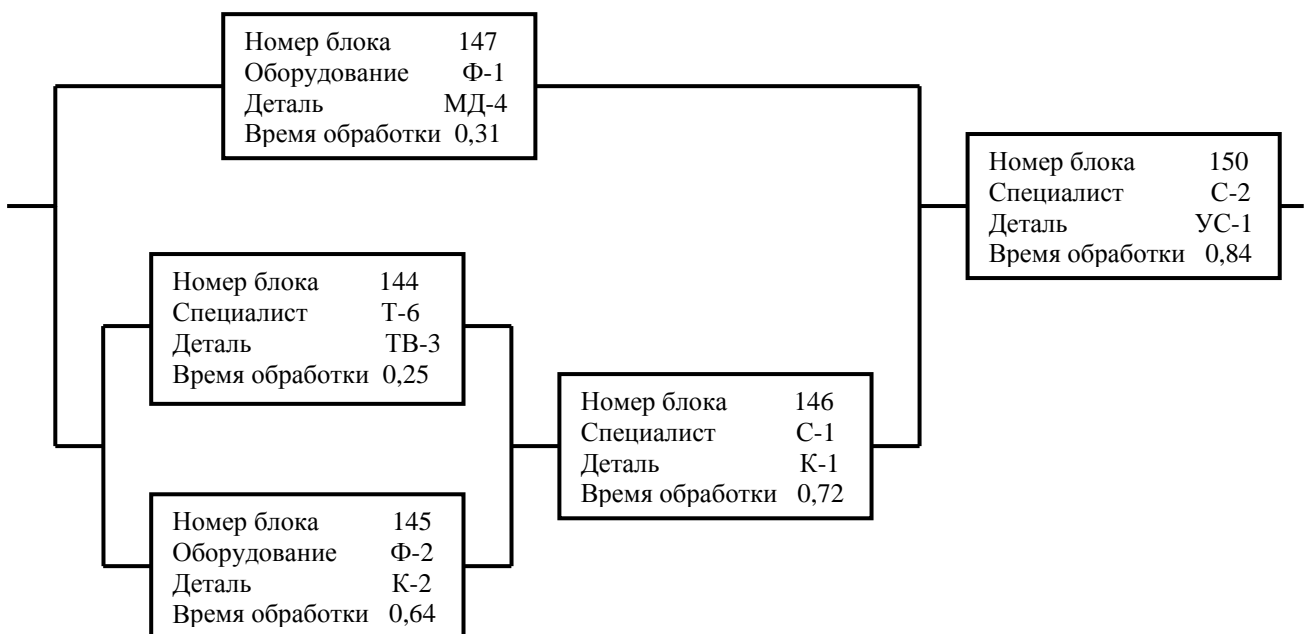 Номер блока 147
Оборудование Ф-1
Деталь МД-4
Время обработки 0,31
Номер блока 150
Специалист С-2
Деталь УС-1
Время обработки 0,84
Номер блока 144
Специалист Т-6
Деталь ТВ-3
Время обработки 0,25
Номер блока 146
Специалист С-1
Деталь К-1
Время обработки 0,72
Номер блока 145
Оборудование Ф-2
Деталь К-2
Время обработки 0,64